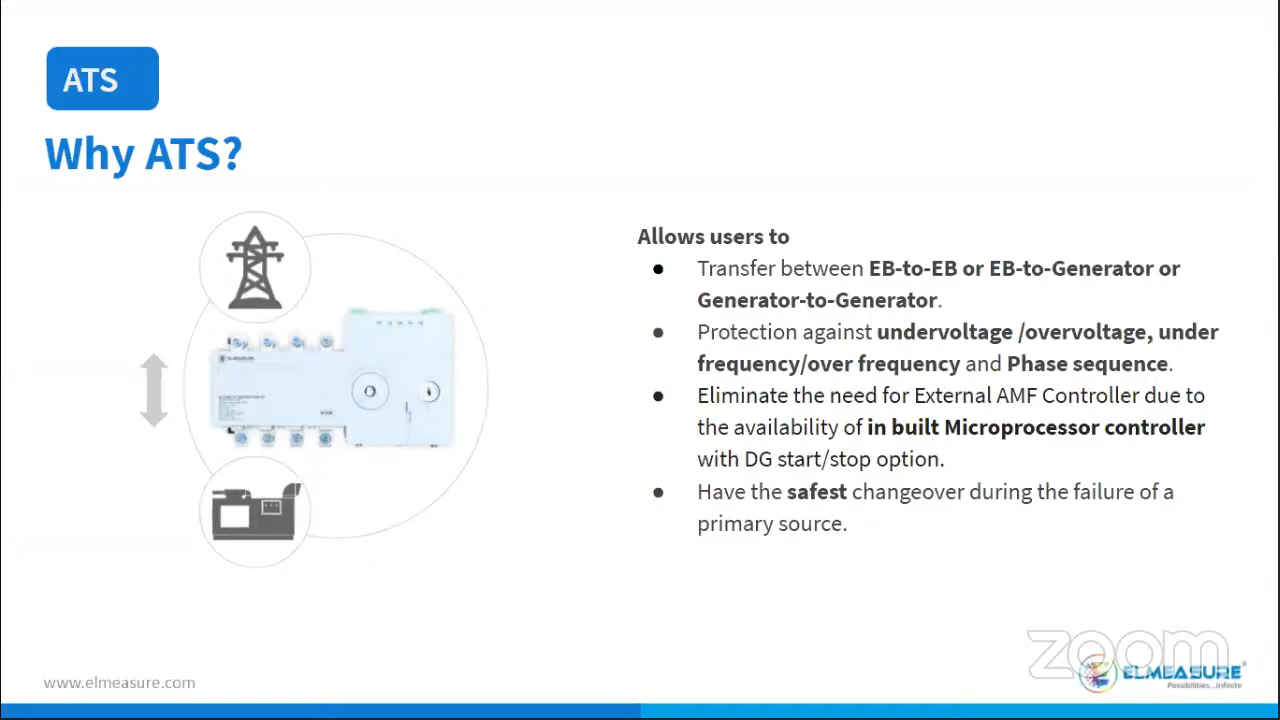 ATS
Why ATS?
Allows users to
● Transfer between EB-to-EB or EB-to-Generator or
Generator-to-Generator.
● Protection against undervoltage /overvoltage, under
frequency/over frequency and Phase sequence.
● Eliminate the need for External AMF Controller due to
the availability of in built Microprocessor controller
with DG start/stop option.
● Have the safest changeover during the failure of a
primary source.
ELMEASURE
zoom
ELMEASURE
Possibilities...Infinite
www.elmeasure.com